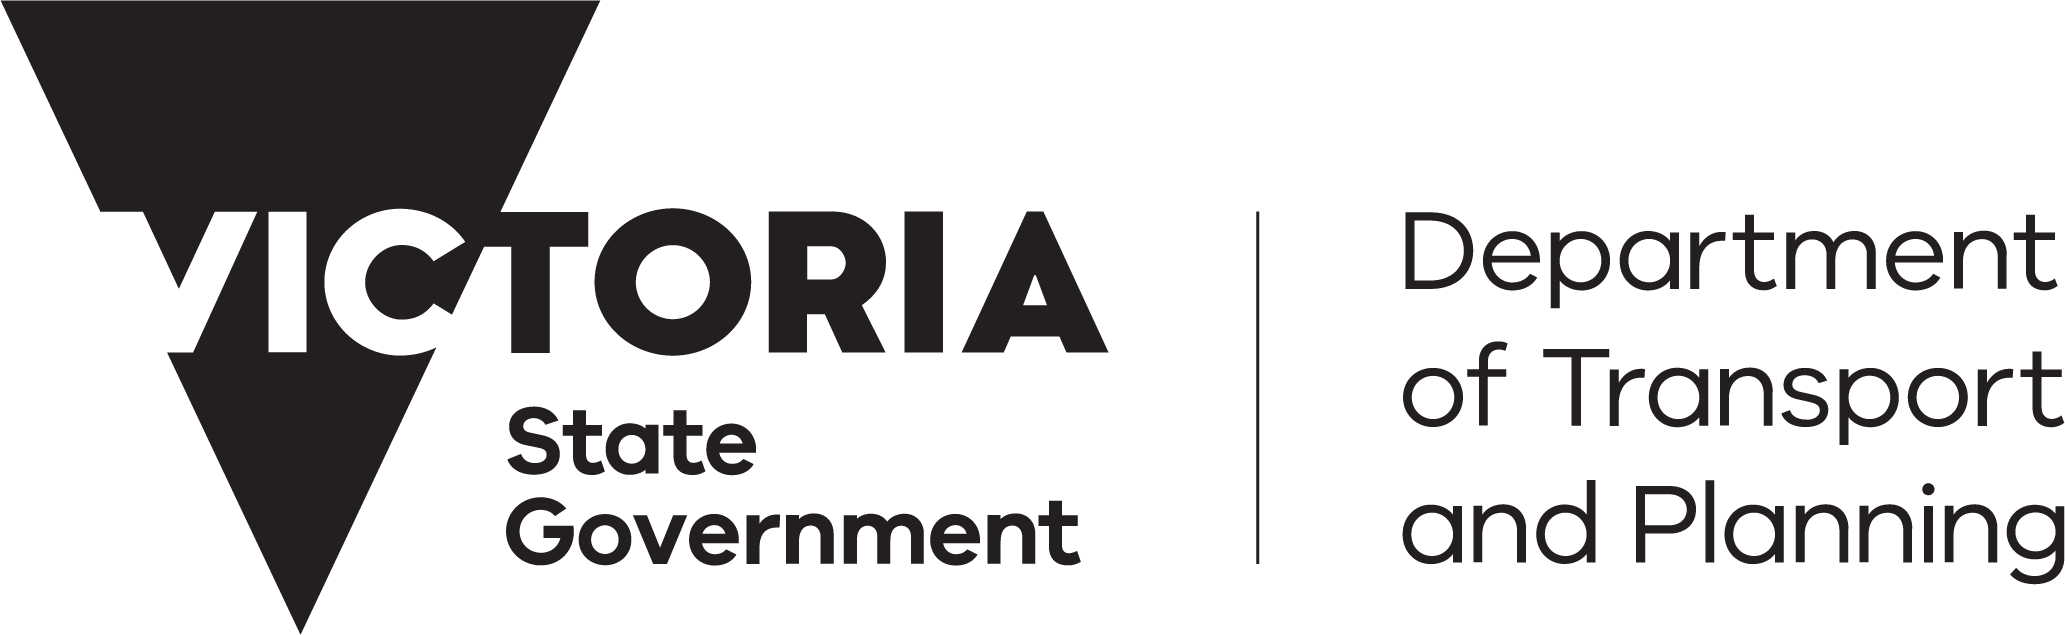 VICTORIA
State
Government
Department
of Transport
and Planning